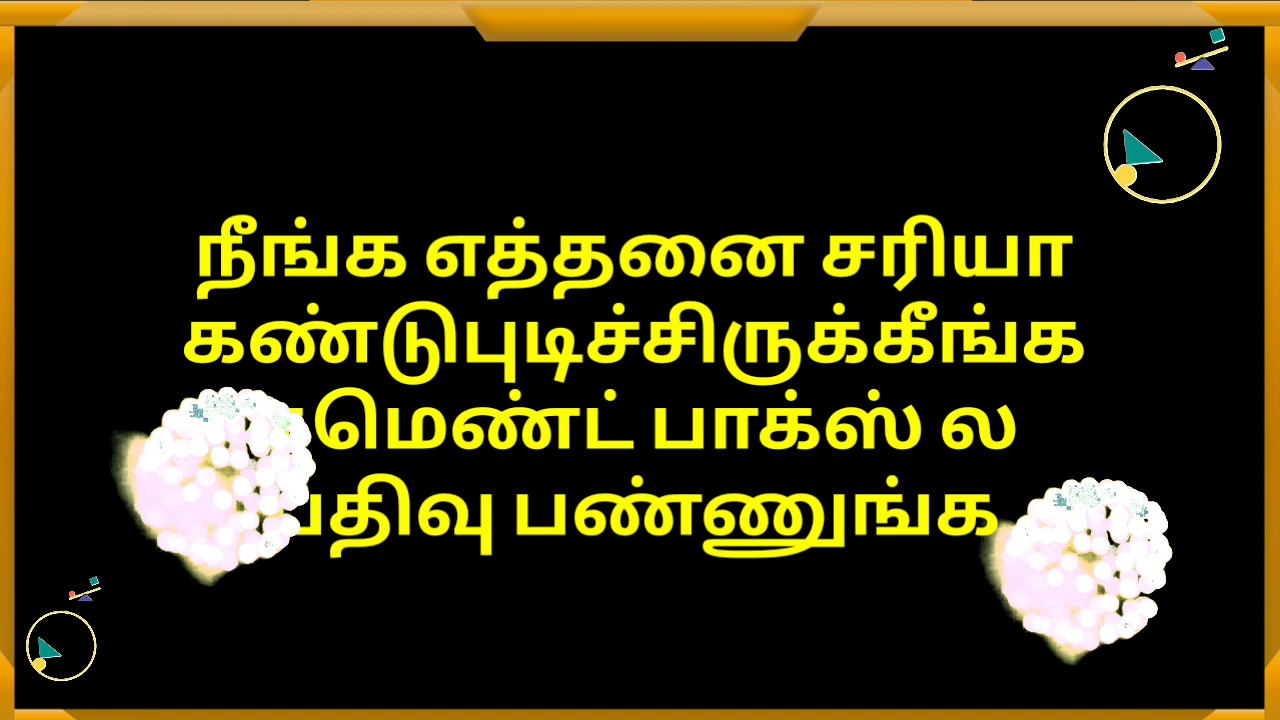 நீங்க எத்தனை சரியா
கண்டுபுடிச்சிருக்கீங்க
கமெண்ட் பாக்ஸ் ல
பதிவு பண்ணுங்க